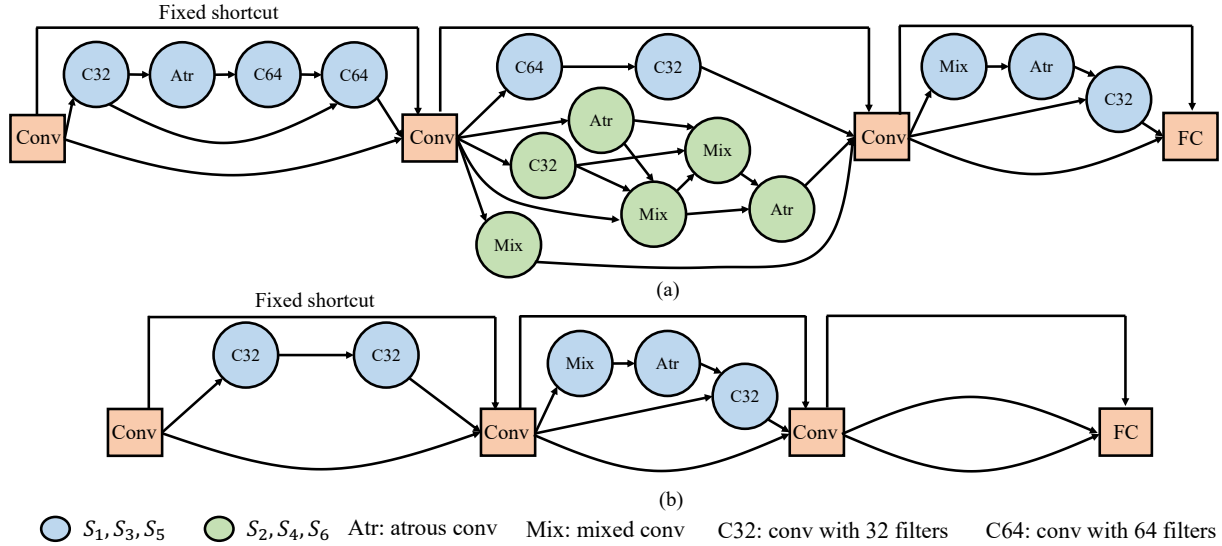 Fixed shortcut
C32 Atr C64 C64
C64 C32
Mix Atr
C32
Conv Conv Conv FC
Atr
Mix
C32
Mix Atr
Mix
(a)
Fixed shortcut
C32 C32
Mix Atr
C32
Conv Conv Conv FC
(b)
S₁, S₃, S₅ S₂, S₄, S₆ Atr: atrous conv Mix: mixed conv C32: conv with 32 filters C64: conv with 64 filters